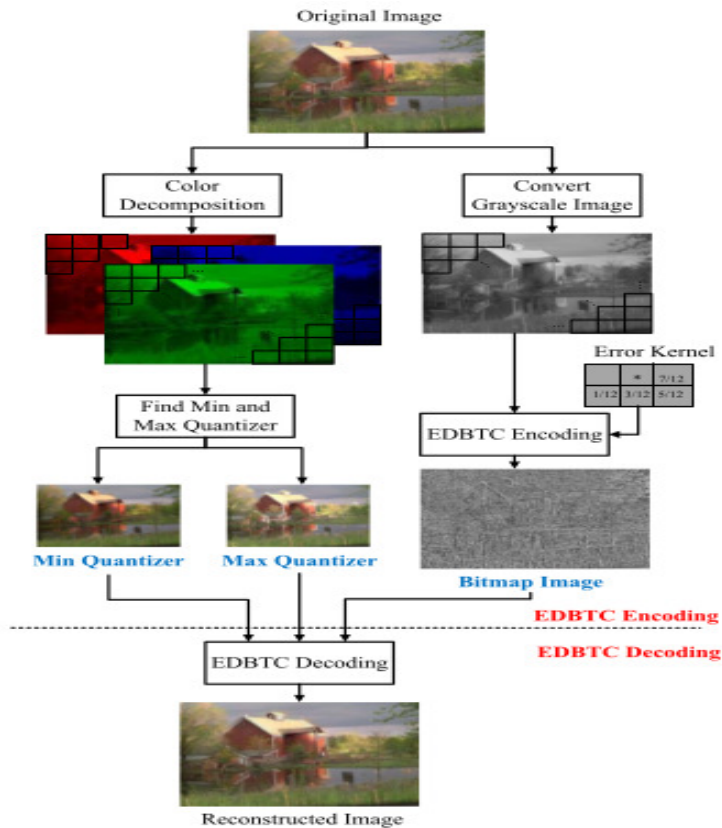 Original Image
Color
Decomposition
Convert
Grayscale Image
Error Kernel
* 7/12
1/12 3/12 5/12
Find Min and
Max Quantizer
EDBTC Encoding
Min Quantizer
Max Quantizer
Bitmap Image
EDBTC Encoding
EDBTC Decoding
EDBTC Decoding
Reconstructed Image